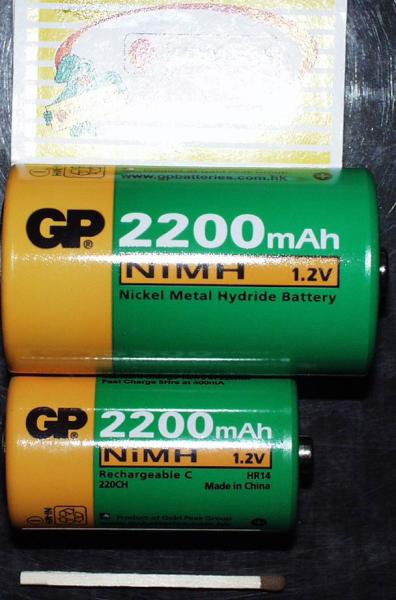 www.gpbatteries.com.hk
GP®
2200mAh
NiMH 1.2V
Nickel Metal Hydride Battery
Fast Charge 5Hrs at 400mA
GP
2200mAh
NiMH 1.2V
Rechargeable C HR14
220CH Made in China
Product of Gold Peak Group